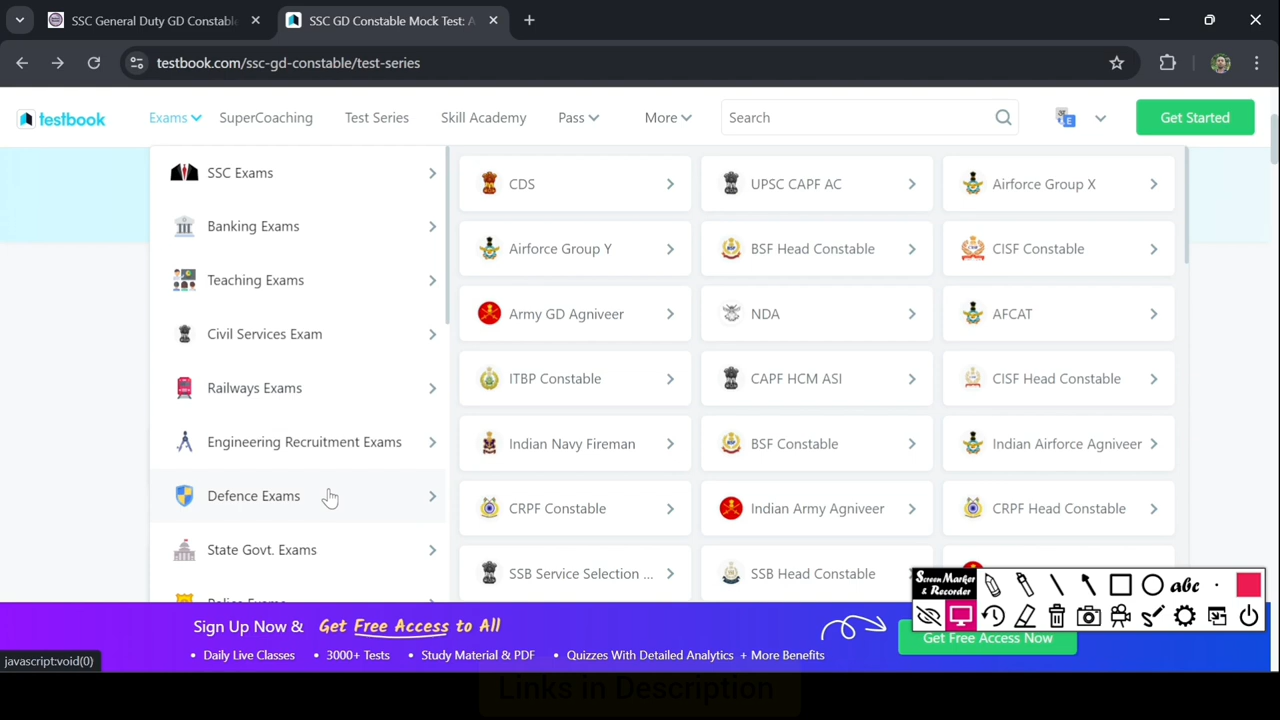 SSC General Duty GD Constable
SSC GD Constable Mock Test: A
testbook.com/ssc-gd-constable/test-series
testbook
Exams
SuperCoaching
Test Series
Skill Academy
Pass
More
Search
Get Started
SSC Exams
Banking Exams
Teaching Exams
Civil Services Exam
Railways Exams
Engineering Recruitment Exams
Defence Exams
State Govt. Exams
Police Exams
CDS
UPSC CAPF AC
Airforce Group X
Airforce Group Y
BSF Head Constable
CISF Constable
Army GD Agniveer
NDA
AFCAT
ITBP Constable
CAPF HCM ASI
CISF Head Constable
Indian Navy Fireman
BSF Constable
Indian Airforce Agniveer
CRPF Constable
Indian Army Agniveer
CRPF Head Constable
SSB Service Selection ...
SSB Head Constable
Screen Marker
& Recorder
abc
Sign Up Now & Get Free Access to All
• Daily Live Classes • 3000+ Tests • Study Material & PDF • Quizzes With Detailed Analytics + More Benefits
Get Free Access Now
javascript:void(0)
Links in Description